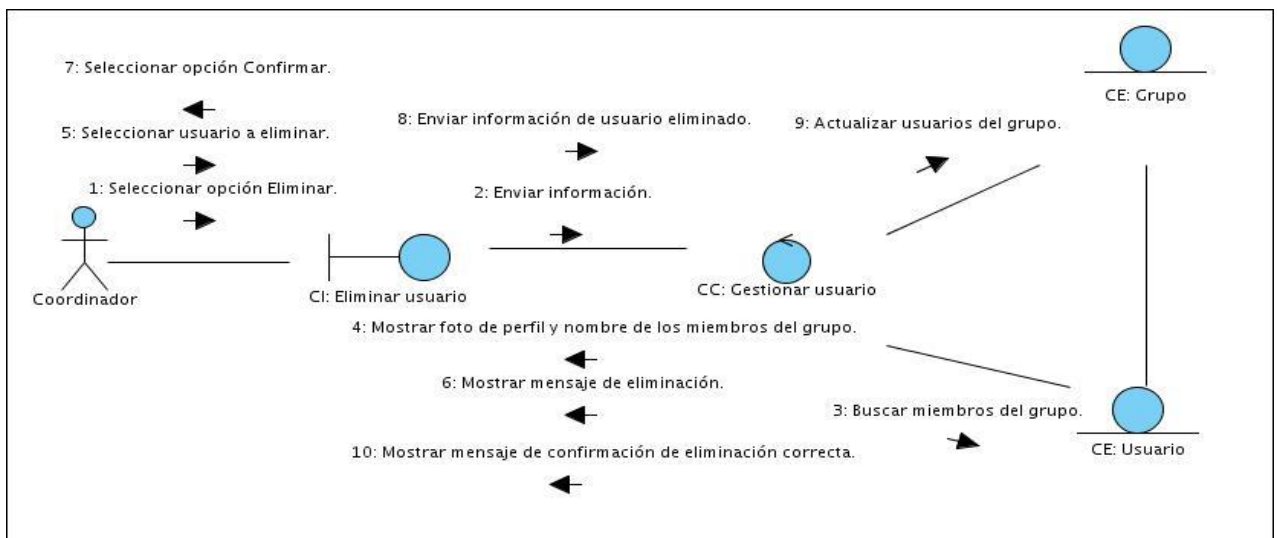 7: Seleccionar opción Confirmar.
5: Seleccionar usuario a eliminar.
1: Seleccionar opción Eliminar.
8: Enviar información de usuario eliminado.
2: Enviar información.
9: Actualizar usuarios del grupo.
CE: Grupo
Coordinador
CI: Eliminar usuario
CC: Gestionar usuario
4: Mostrar foto de perfil y nombre de los miembros del grupo.
6: Mostrar mensaje de eliminación.
3: Buscar miembros del grupo.
10: Mostrar mensaje de confirmación de eliminación correcta.
CE: Usuario